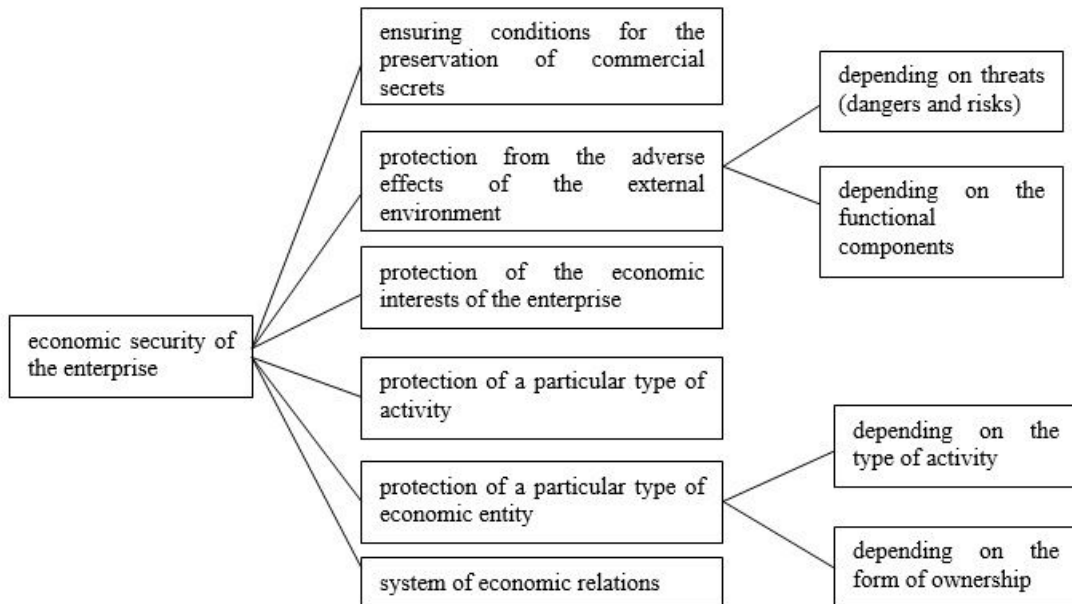 economic security of
the enterprise
ensuring conditions for the
preservation of commercial
secrets
protection from the adverse
effects of the external
environment
protection of the economic
interests of the enterprise
protection of a particular type of
activity
protection of a particular type of
economic entity
system of economic relations
depending on threats
(dangers and risks)
depending on the
functional
components
depending on the
type of activity
depending on the
form of ownership